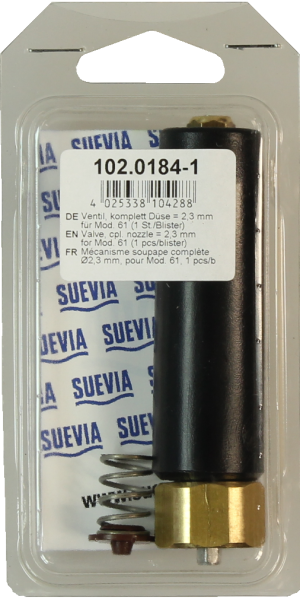 SUEVIA
102.0184-1
4 025338 104288
DE Ventil, komplett Düse = 2,3 mm
für Mod. 61 (1 St./Blister)
EN Valve, cpl. nozzle = 2,3 mm
for Mod. 61 (1 pcs/blister)
FR Mécanisme soupape complète
Ø2,3 mm, pour Mod. 61, 1 pcs/b
SUEVIA
SUEVIA
SUEVIA